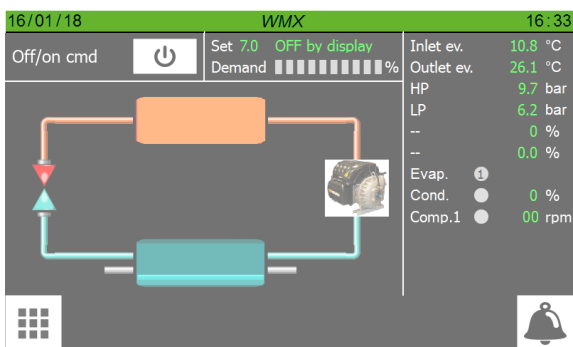 16/01/18 WMX 16:33
Off/on cmd
Set 7.0 OFF by display
Demand %
Inlet ev. 10.8 °C
Outlet ev. 26.1 °C
HP 9.7 bar
LP 6.2 bar
-- 0 %
-- 0.0 %
Evap. 1
Cond. 0 %
Comp.1 00 rpm